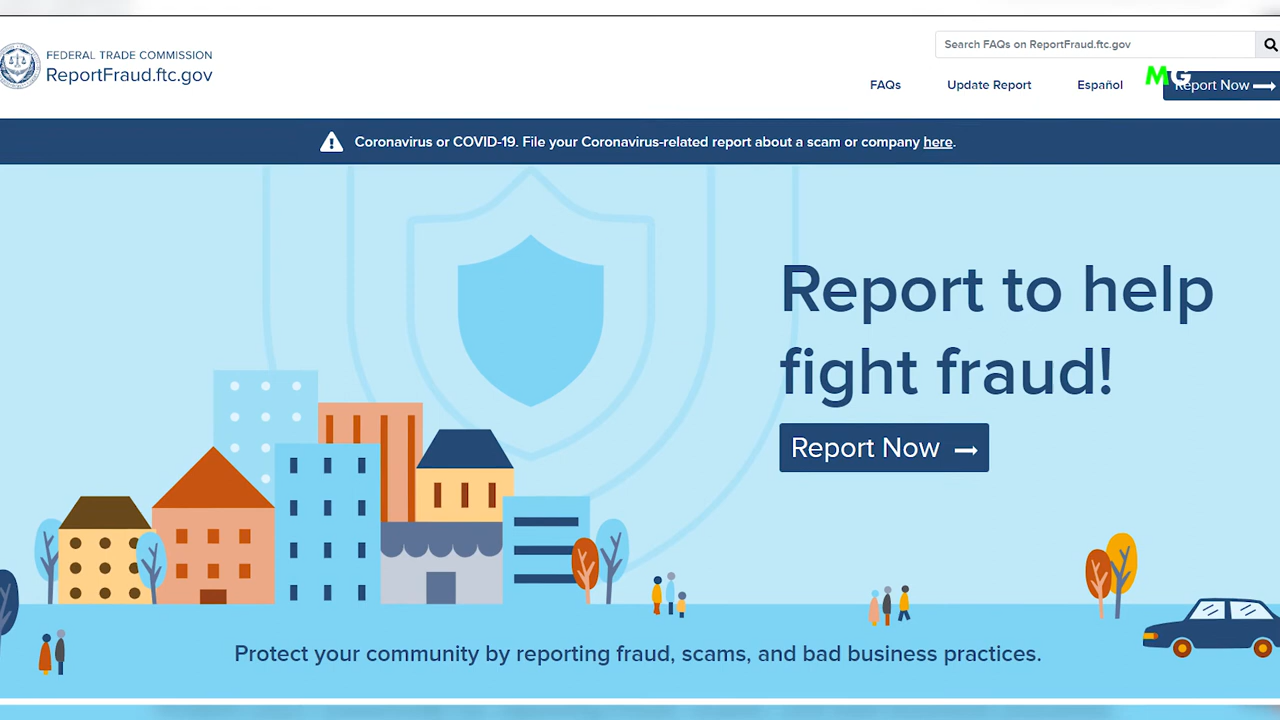 FEDERAL TRADE COMMISSION
ReportFraud.ftc.gov
Search FAQs on ReportFraud.ftc.gov
FAQs
Update Report
Español
MG
Report Now
Coronavirus or COVID-19. File your Coronavirus-related report about a scam or company here.
Report to help
fight fraud!
Report Now
Protect your community by reporting fraud, scams, and bad business practices.